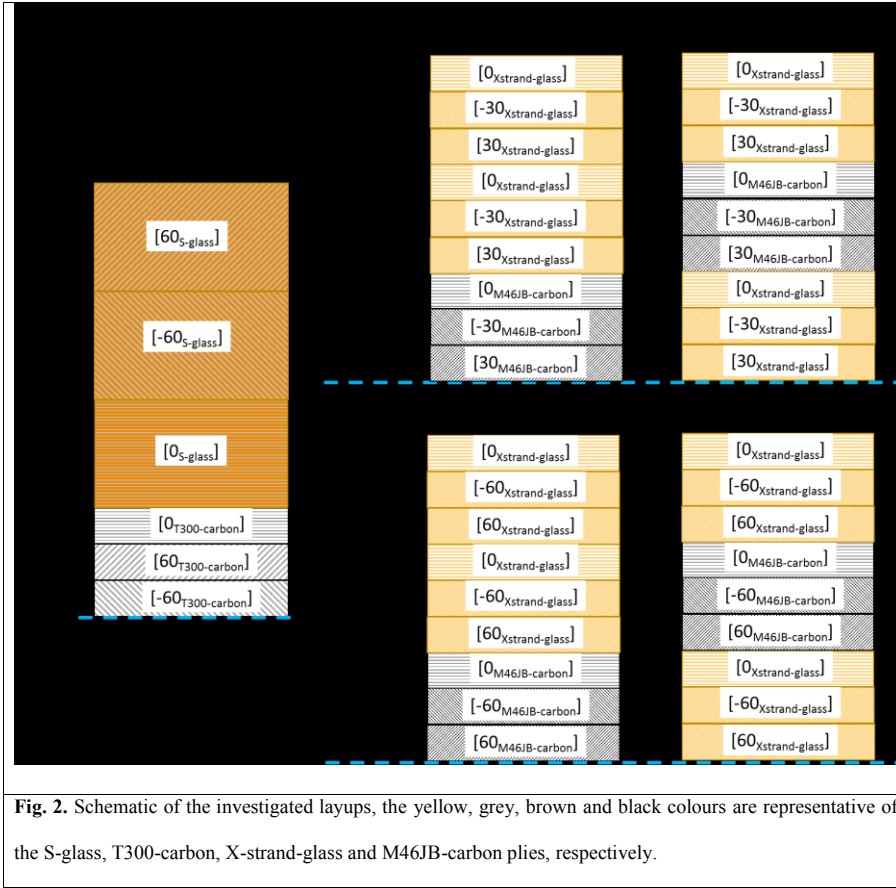 [60S-glass]
[-60S-glass]
[0S-glass]
[0T300-carbon]
[60T300-carbon]
[-60T300-carbon]
[0Xstrand-glass]
[-30Xstrand-glass]
[30Xstrand-glass]
[0Xstrand-glass]
[-30Xstrand-glass]
[30Xstrand-glass]
[0M46JB-carbon]
[-30M46JB-carbon]
[30M46JB-carbon]
[0Xstrand-glass]
[-30Xstrand-glass]
[30Xstrand-glass]
[0M46JB-carbon]
[-30M46JB-carbon]
[30M46JB-carbon]
[0Xstrand-glass]
[-30Xstrand-glass]
[30Xstrand-glass]
[0Xstrand-glass]
[-60Xstrand-glass]
[60Xstrand-glass]
[0Xstrand-glass]
[-60Xstrand-glass]
[60Xstrand-glass]
[0M46JB-carbon]
[-60M46JB-carbon]
[60M46JB-carbon]
[0Xstrand-glass]
[-60Xstrand-glass]
[60Xstrand-glass]
[0M46JB-carbon]
[-60M46JB-carbon]
[60M46JB-carbon]
[0Xstrand-glass]
[-60Xstrand-glass]
[60Xstrand-glass]
Fig. 2. Schematic of the investigated layups, the yellow, grey, brown and black colours are representative of
the S-glass, T300-carbon, X-strand-glass and M46JB-carbon plies, respectively.